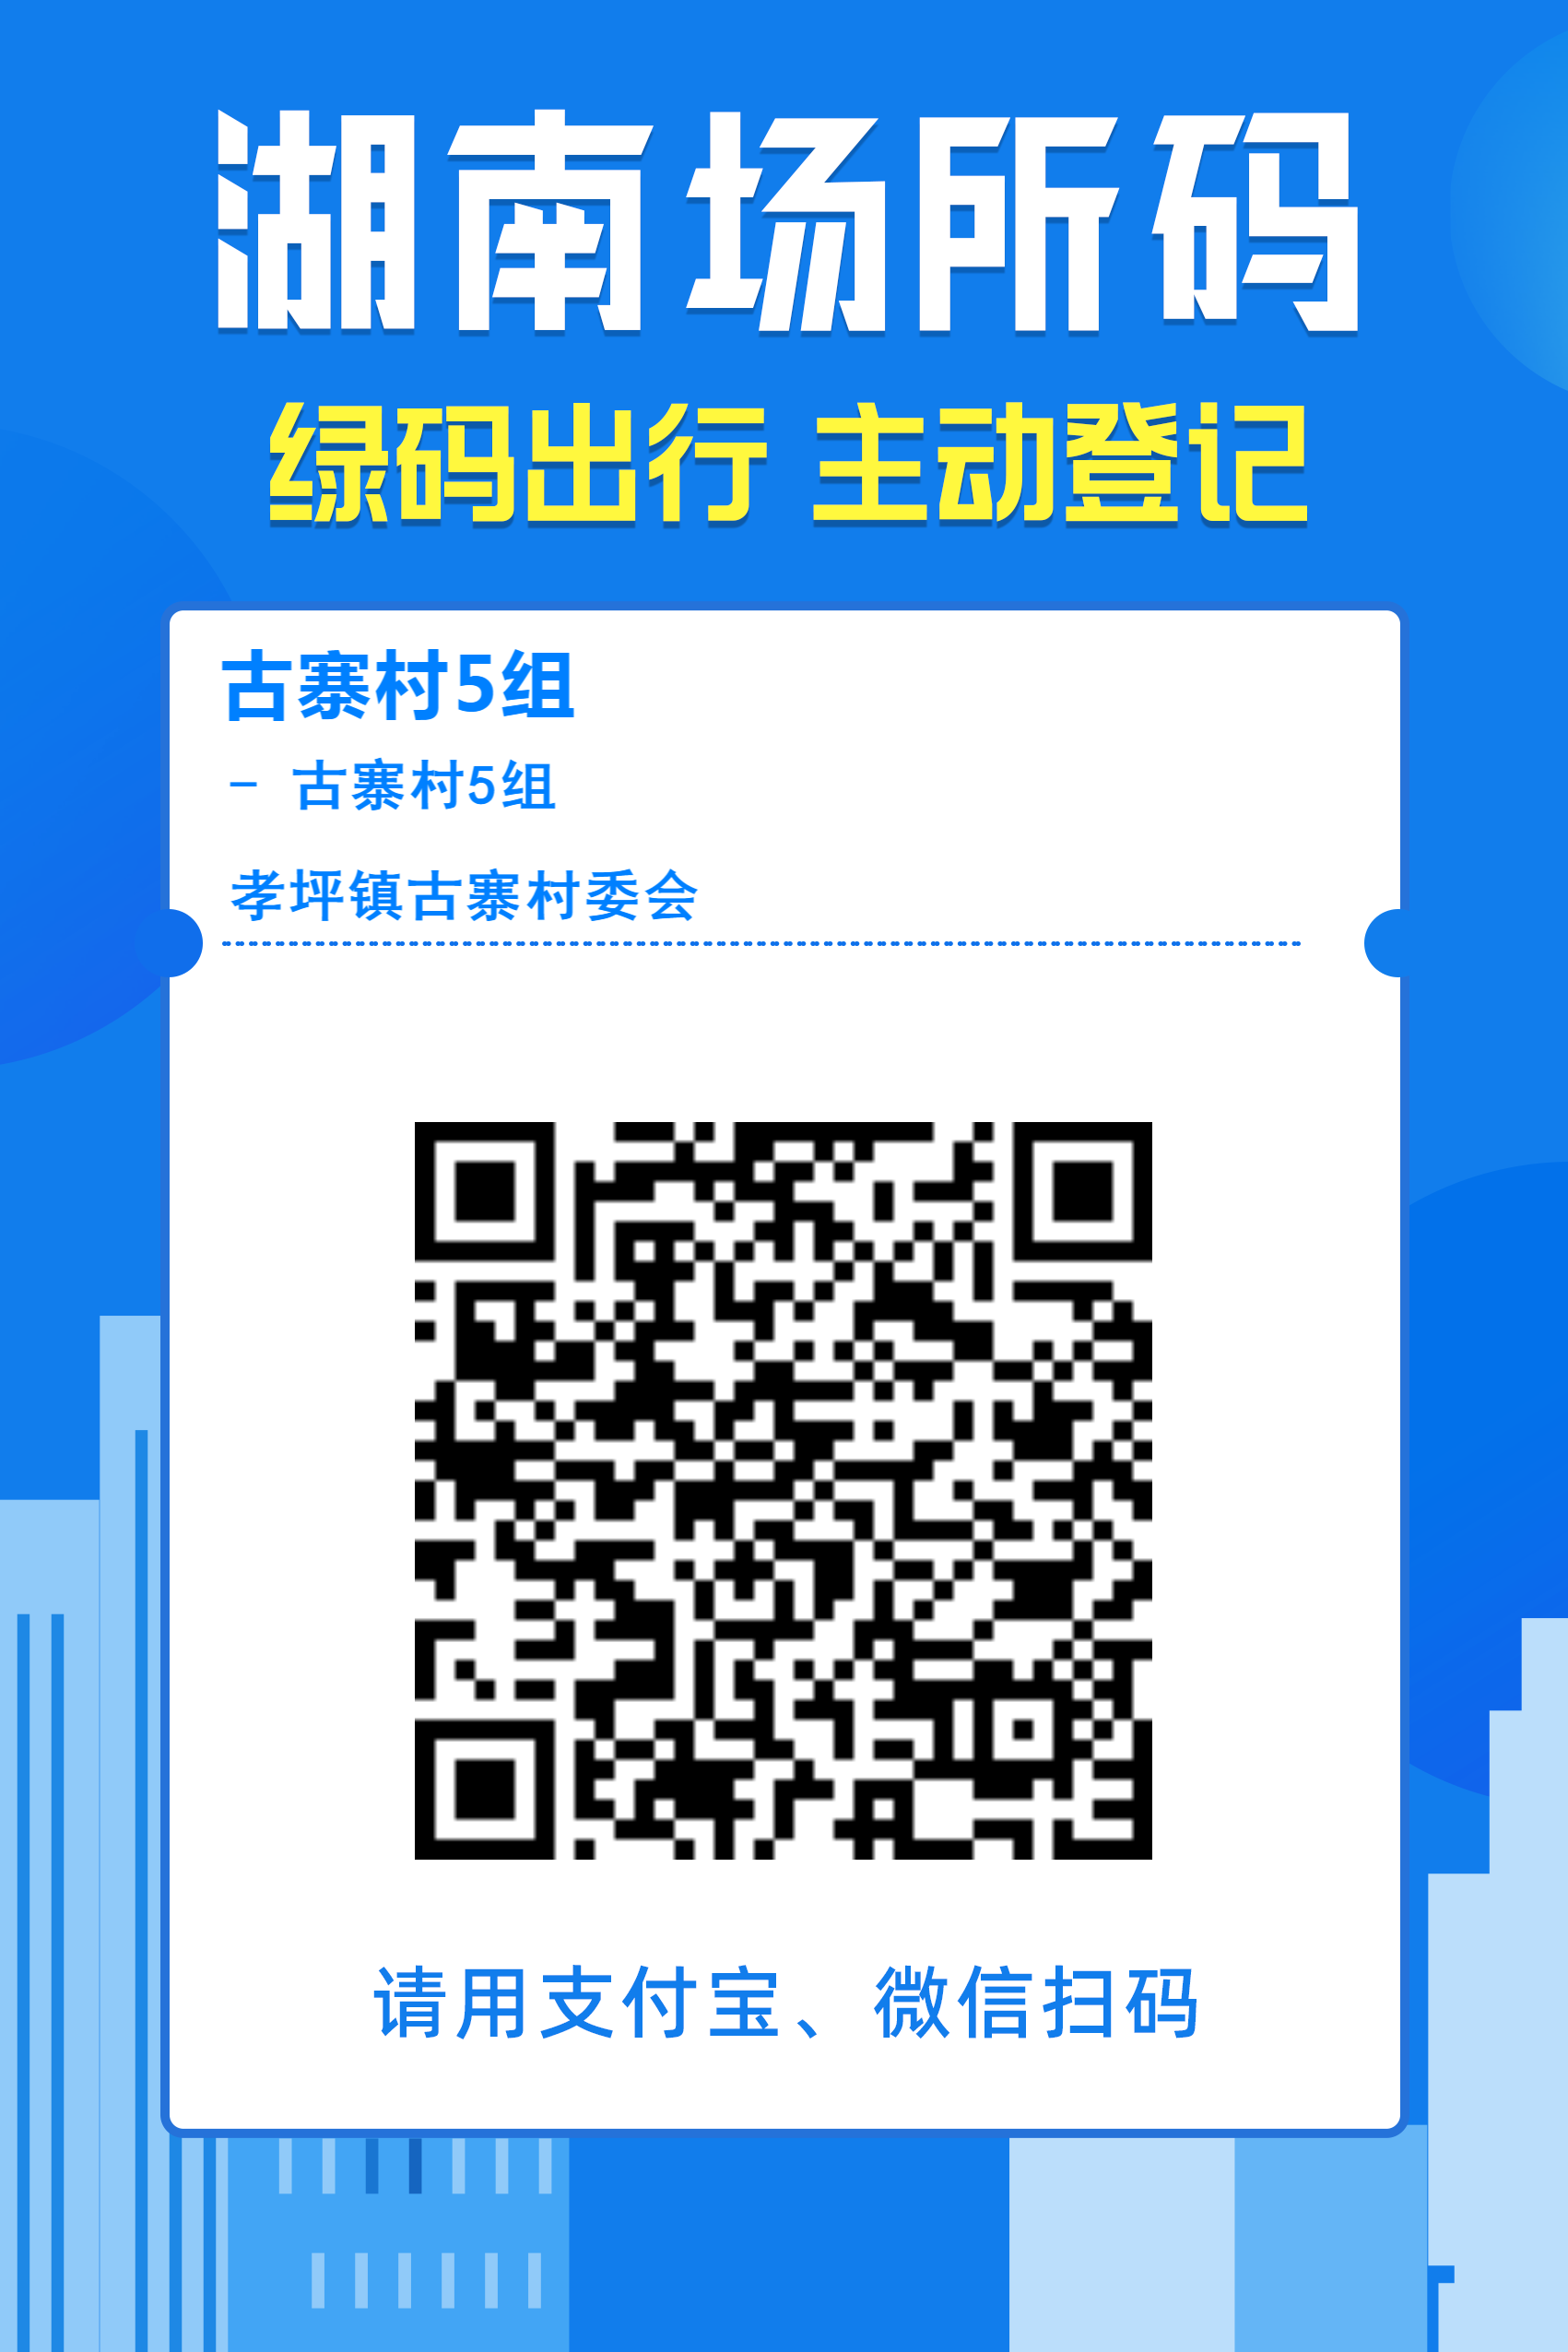 湖南场所码
绿码出行 主动登记
古寨村5组
– 古寨村5组
孝坪镇古寨村委会
请用支付宝、微信扫码